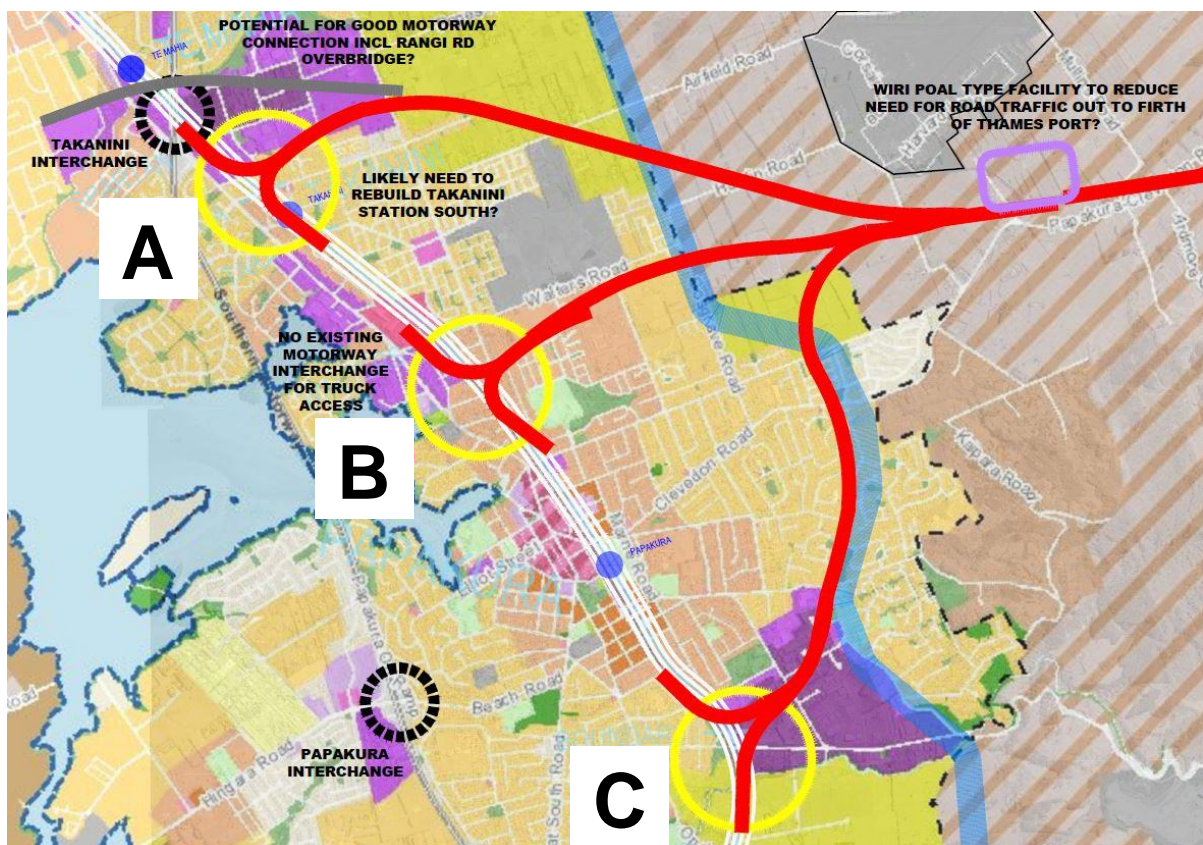 POTENTIAL FOR GOOD MOTORWAY
CONNECTION INCL RANGI RD
OVERBRIDGE?
TE MAHIA
Airfield Road
WIRI POAL TYPE FACILITY TO REDUCE
NEED FOR ROAD TRAFFIC OUT TO FIRTH
OF THAMES PORT?
TAKANINI
INTERCHANGE
LIKELY NEED TO
REBUILD TAKANINI
STATION SOUTH?
Road
A
Walters Road
NO EXISTING
MOTORWAY
INTERCHANGE
FOR TRUCK
ACCESS
B
Clevedon Road
Kaipara Road
PAPAKURA
Elliot Street
Beach Road
PAPAKURA
INTERCHANGE
Hingaia Road
C